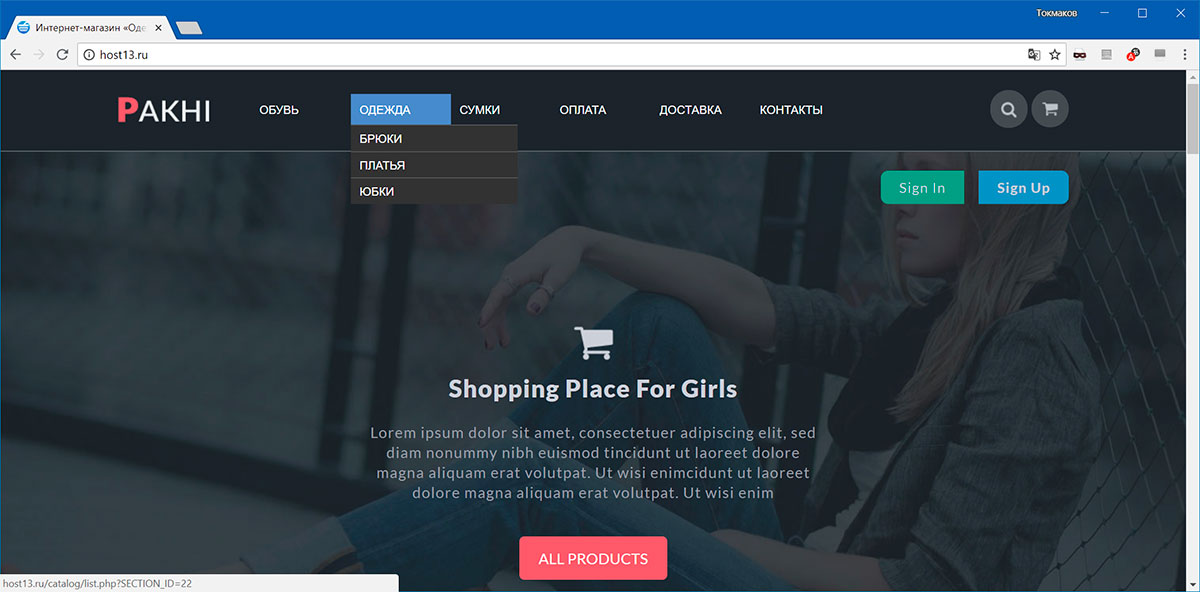 Токмаков
Интернет-магазин «Оде
host13.ru
PAKHI
ОБУВЬ
ОДЕЖДА
СУМКИ
ОПЛАТА
ДОСТАВКА
КОНТАКТЫ
БРЮКИ
ПЛАТЬЯ
ЮБКИ
Sign In
Sign Up
Shopping Place For Girls
Lorem ipsum dolor sit amet, consectetuer adipiscing elit, sed
diam nonummy nibh euismod tincidunt ut laoreet dolore
magna aliquam erat volutpat. Ut wisi enimcidunt ut laoreet
dolore magna aliquam erat volutpat. Ut wisi enim
ALL PRODUCTS
host13.ru/catalog/list.php?SECTION_ID=22